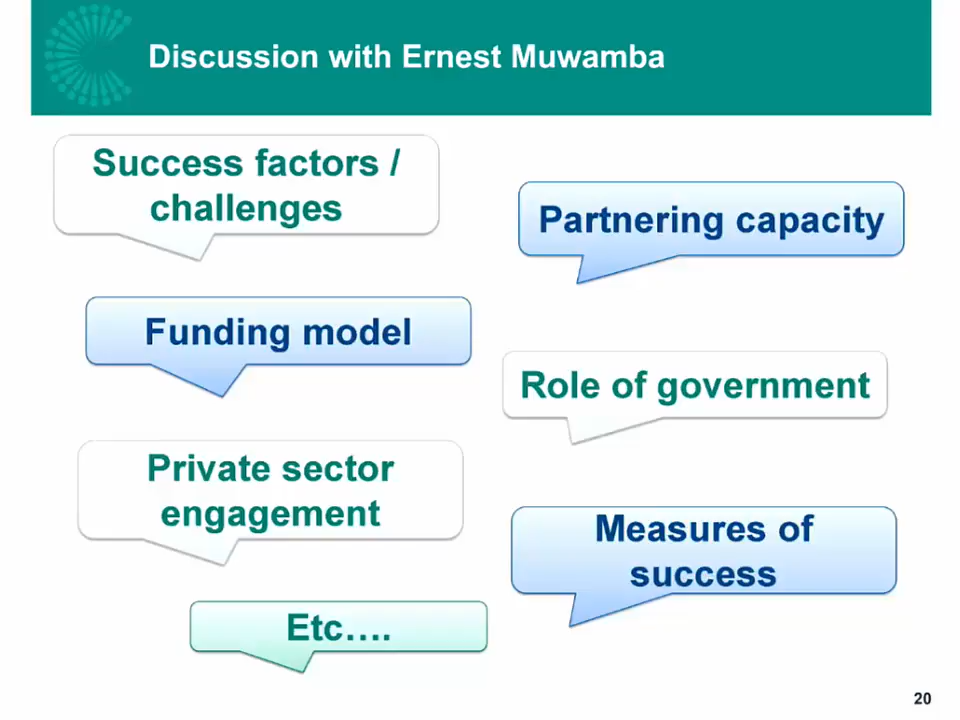 Discussion with Ernest Muwamba
Success factors /
challenges
Partnering capacity
Funding model
Role of government
Private sector
engagement
Measures of
success
Etc....
20